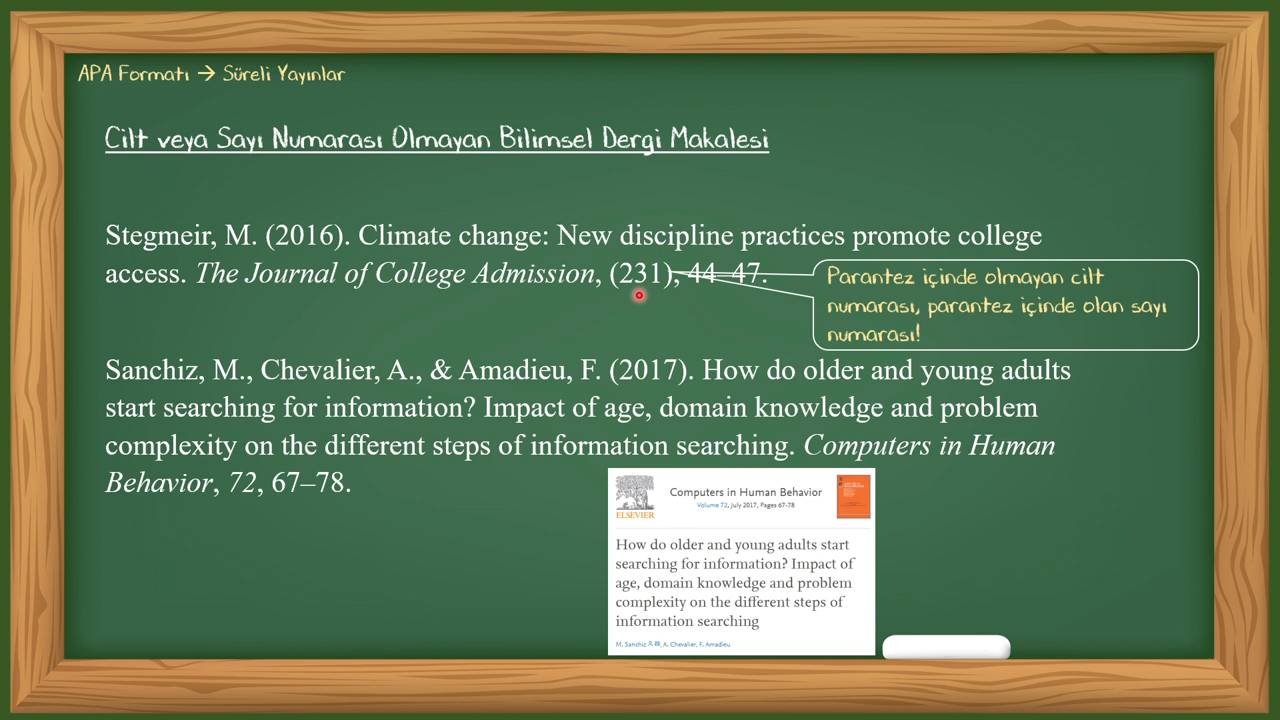 APA Formatı → Süreli Yayınlar
Cilt veya Sayı Numarası Olmayan Bilimsel Dergi Makalesi
Stegmeir, M. (2016). Climate change: New discipline practices promote college
access. The Journal of College Admission, (231), 44–47.
Parantez içinde olmayan cilt
numarası, parantez içinde olan sayı
numarası!
Sanchiz, M., Chevalier, A., & Amadieu, F. (2017). How do older and young adults
start searching for information? Impact of age, domain knowledge and problem
complexity on the different steps of information searching. Computers in Human
Behavior, 72, 67–78.
ELSEVIER
Computers in Human Behavior
Volume 72, July 2017, Pages 67-78
How do older and young adults start
searching for information? Impact of
age, domain knowledge and problem
complexity on the different steps of
information searching
M. Sanchiz, A. Chevalier, F. Amadieu